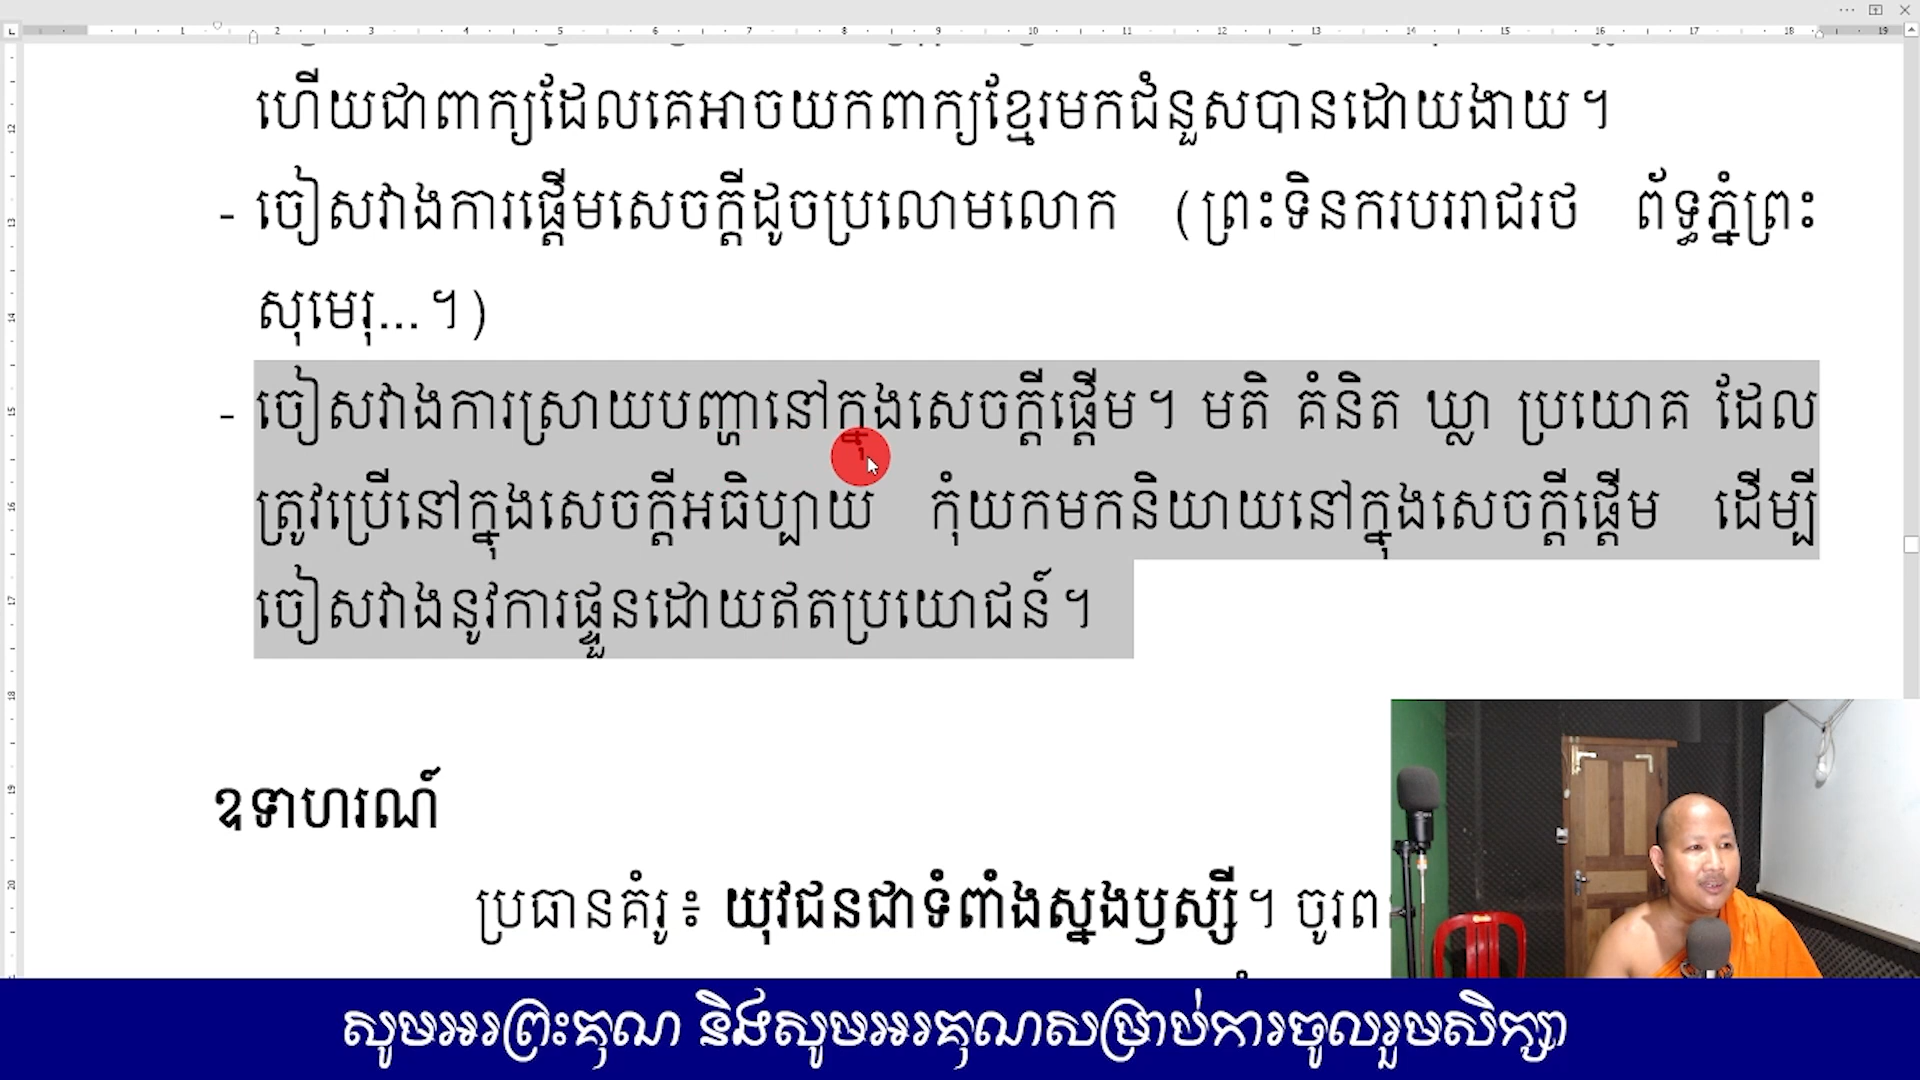 ហើយជាពាក្យដែលគេអាចយកពាក្យខ្មែរមកជំនួសបានដោយងាយ។
- ចៀសវាងការផ្ដើមសេចក្ដីដូចប្រលោមលោក (ព្រះទិនករបររាជរថ ព័ទ្ធភ្នំព្រះ
សុមេរុ...។)
- ចៀសវាងការស្រាយបញ្ហានៅក្នុងសេចក្ដីផ្ដើម។ មតិ គំនិត ឃ្លា ប្រយោគ ដែល
ត្រូវប្រើនៅក្នុងសេចក្ដីអធិប្បាយ កុំយកមកនិយាយនៅក្នុងសេចក្ដីផ្ដើម ដើម្បី
ចៀសវាងនូវការផ្ទួនដោយឥតប្រយោជន៍។
ឧទាហរណ៍
ប្រធានគំរូ៖ យុវជនជាទំពាំងស្នងឫស្សី។ ចូរព
សូមអរព្រះគុណ និងសូមអរគុណសម្រាប់ការចូលរួមសិក្សា